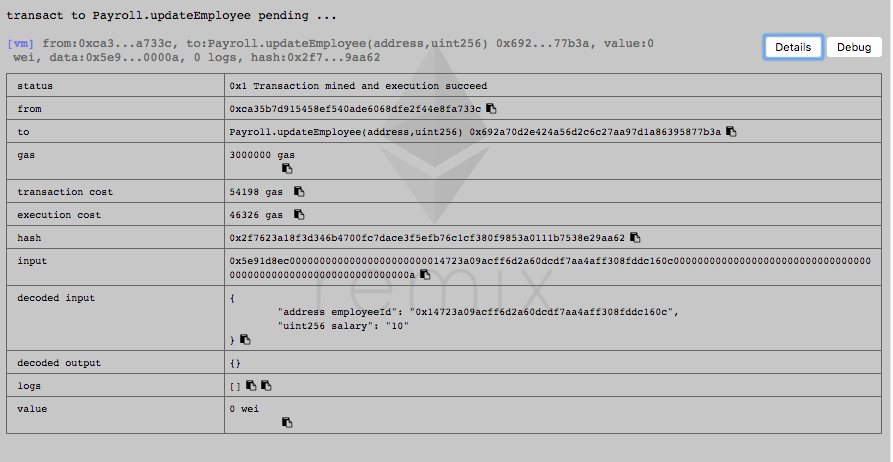 transact to Payroll.updateEmployee pending ...
[vm] from:0xca3...a733c, to:Payroll.updateEmployee(address,uint256) 0x692...77b3a, value:0
wei, data:0x5e9...0000a, 0 logs, hash:0x2f7...9aa62
Details Debug
status 0x1 Transaction mined and execution succeed
from 0xca35b7d915458ef540ade6068dfe2f44e8fa733c
to Payroll.updateEmployee(address,uint256) 0x692a70d2e424a56d2c6c27aa97d1a86395877b3a
gas 3000000 gas
transaction cost 54198 gas
execution cost 46326 gas
hash 0x2f7623a18f3d346b4700fc7dace3f5efb76c1cf380f9853a0111b7538e29aa62
input 0x5e91d8ec00000000000000000000000014723a09acff6d2a60dcdf7aa4aff308fddc160c0000000000000000000000000000000000
00000000000000000000000000000a
decoded input {
"address employeeId": "0x14723a09acff6d2a60dcdf7aa4aff308fddc160c",
"uint256 salary": "10"
}
decoded output {}
logs []
value 0 wei
remix